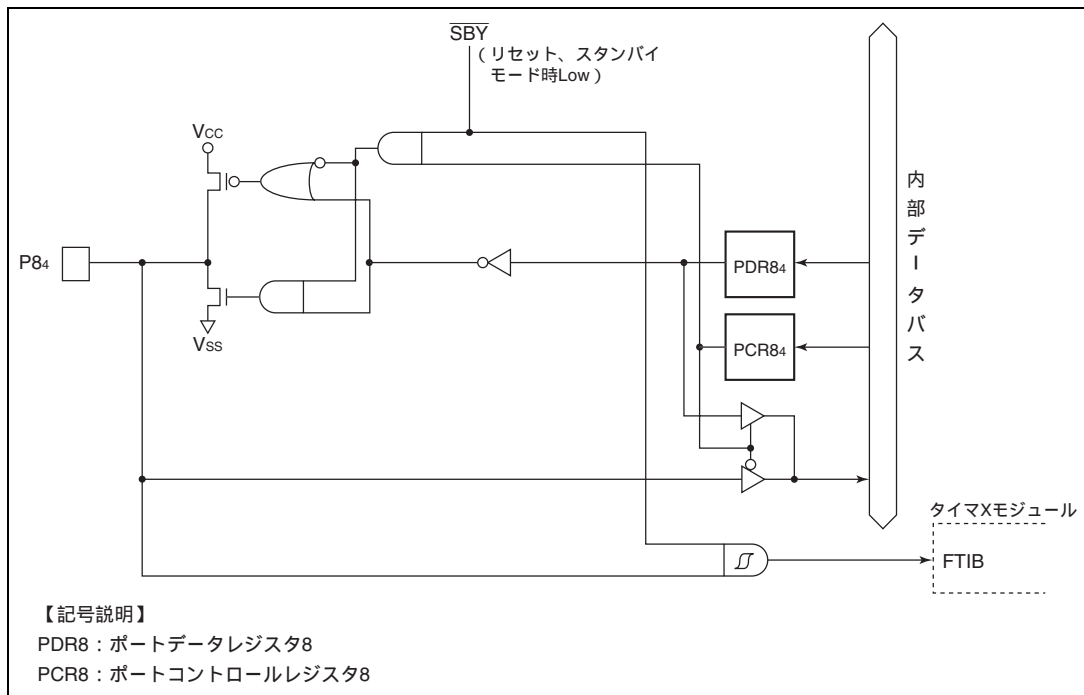 SBY
(リセット、スタンバイ
モード時Low)
VCC
P84
VSS
PDR84
PCR84
内部データバス
タイマXモジュール
FTIB
【記号説明】
PDR8:ポートデータレジスタ8
PCR8:ポートコントロールレジスタ8